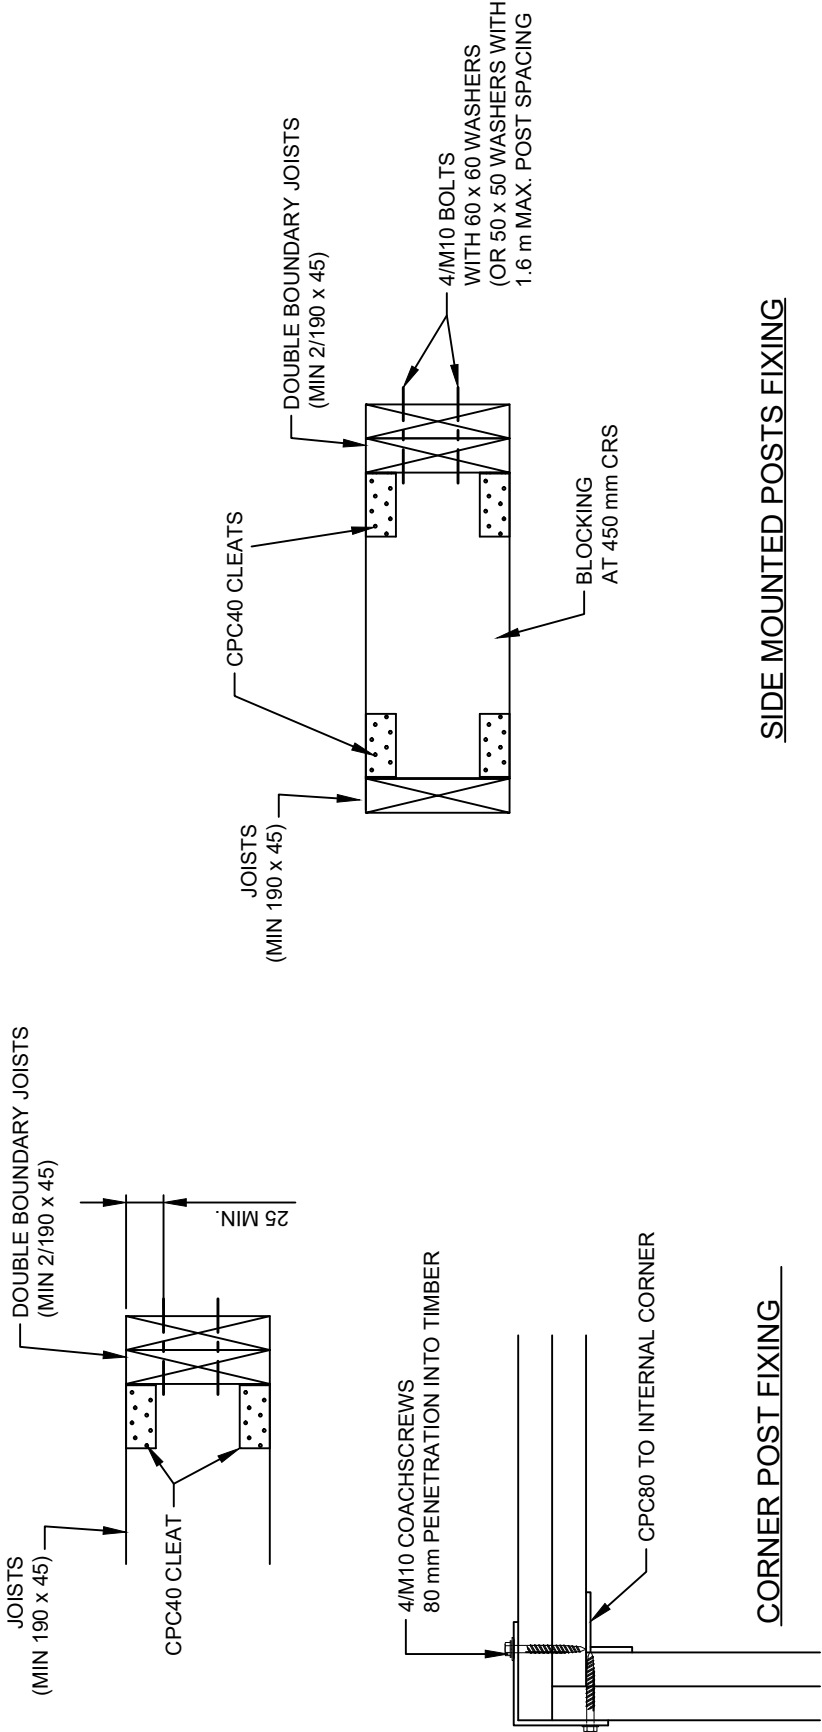 JOISTS
(MIN 190 x 45)
DOUBLE BOUNDARY JOISTS
(MIN 2/190 x 45)
CPC40 CLEAT
25 MIN.
4/M10 COACHSCREWS
80 mm PENETRATION INTO TIMBER
CPC80 TO INTERNAL CORNER
CORNER POST FIXING
JOISTS
(MIN 190 x 45)
CPC40 CLEATS
DOUBLE BOUNDARY JOISTS
(MIN 2/190 x 45)
4/M10 BOLTS
WITH 60 x 60 WASHERS
(OR 50 x 50 WASHERS WITH
1.6 m MAX. POST SPACING
BLOCKING
AT 450 mm CRS
SIDE MOUNTED POSTS FIXING